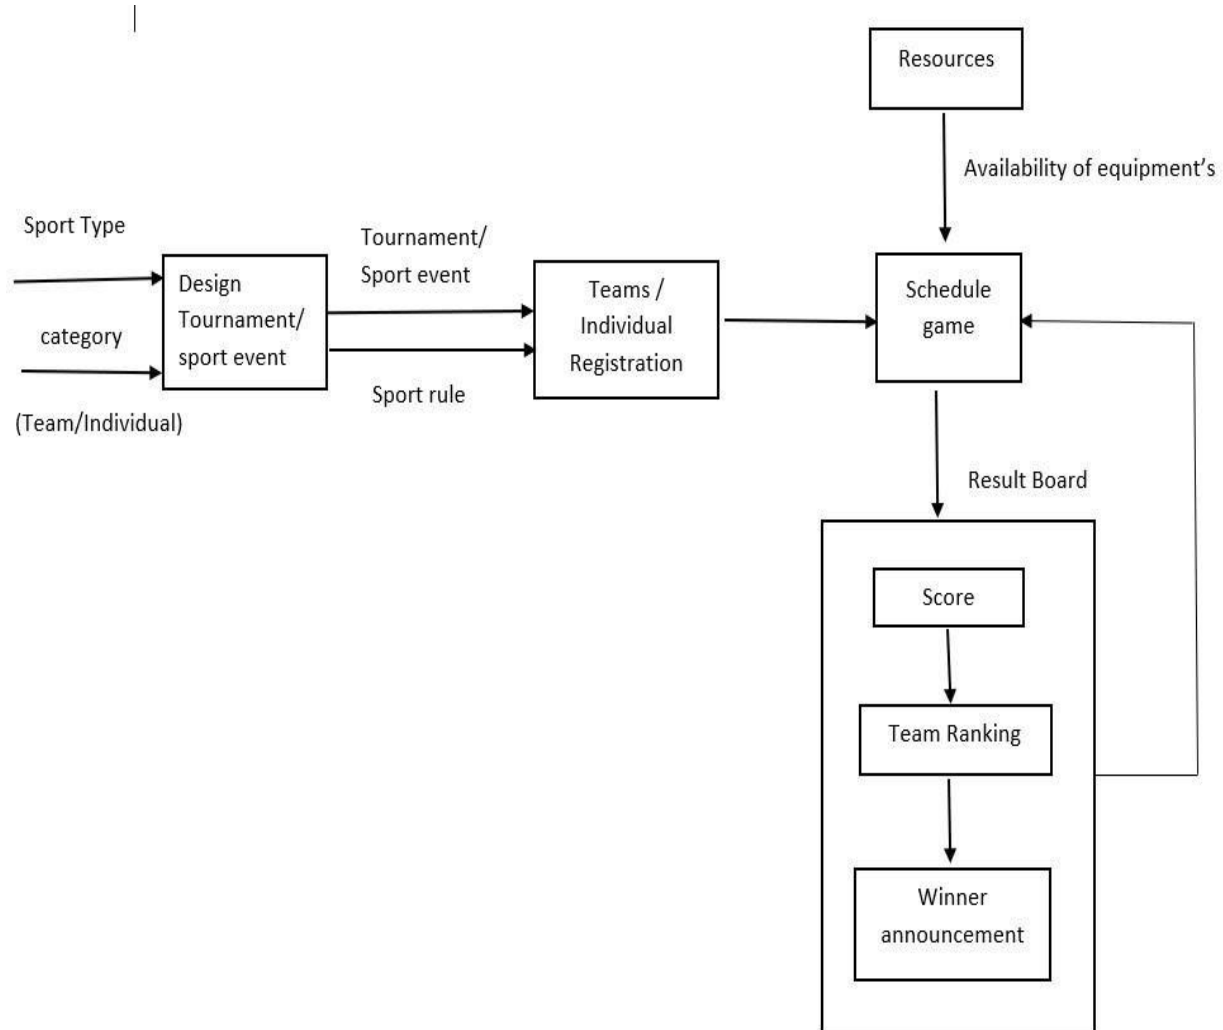 Resources
Availability of equipment's
Sport Type
category
(Team/Individual)
Design
Tournament/
sport event
Tournament/
Sport event
Sport rule
Teams /
Individual
Registration
Schedule
game
Result Board
Score
Team Ranking
Winner
announcement